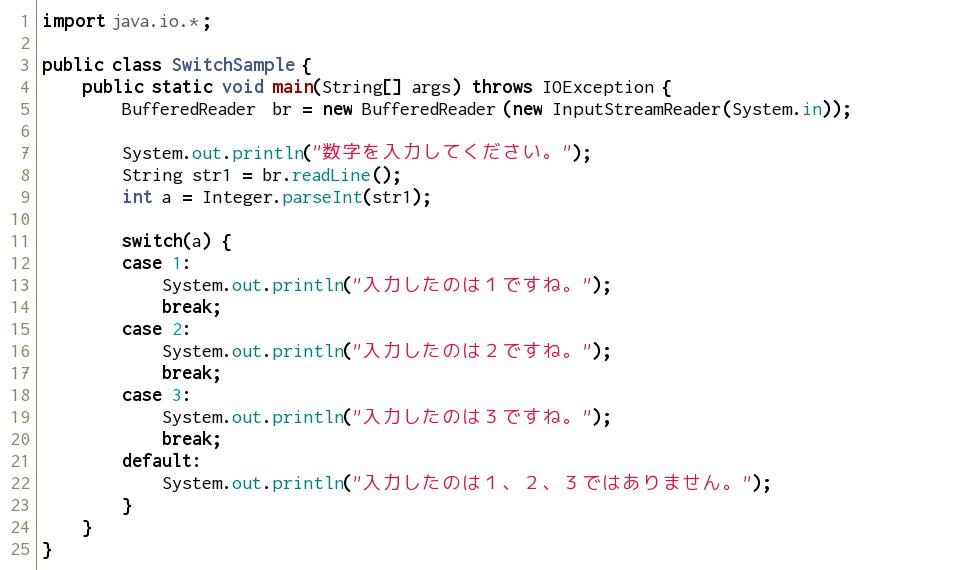 1 import java.io.*;
2
3 public class SwitchSample {
4     public static void main(String[] args) throws IOException {
5         BufferedReader br = new BufferedReader(new InputStreamReader(System.in));
6
7         System.out.println("数字を入力してください。");
8         String str1 = br.readLine();
9         int a = Integer.parseInt(str1);
10
11         switch(a) {
12         case 1:
13             System.out.println("入力したのは１ですね。");
14             break;
15         case 2:
16             System.out.println("入力したのは２ですね。");
17             break;
18         case 3:
19             System.out.println("入力したのは３ですね。");
20             break;
21         default:
22             System.out.println("入力したのは１、２、３ではありません。");
23         }
24     }
25 }